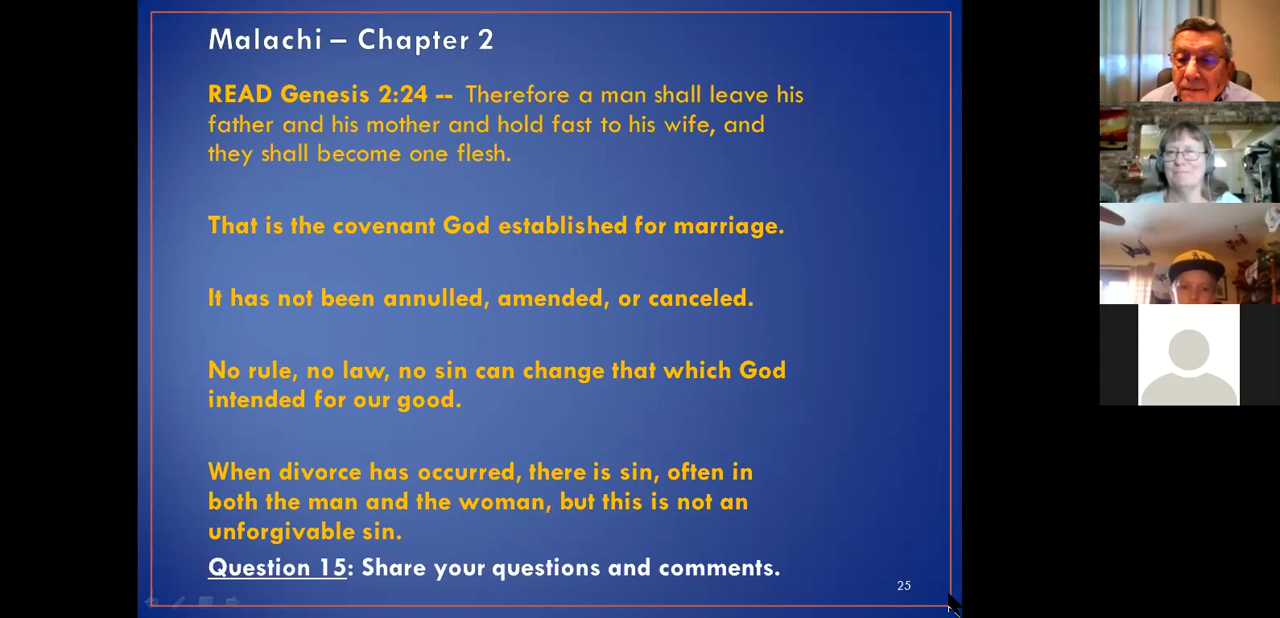 Malachi – Chapter 2
READ Genesis 2:24 -- Therefore a man shall leave his
father and his mother and hold fast to his wife, and
they shall become one flesh.
That is the covenant God established for marriage.
It has not been annulled, amended, or canceled.
No rule, no law, no sin can change that which God
intended for our good.
When divorce has occurred, there is sin, often in
both the man and the woman, but this is not an
unforgivable sin.
Question 15: Share your questions and comments.
25